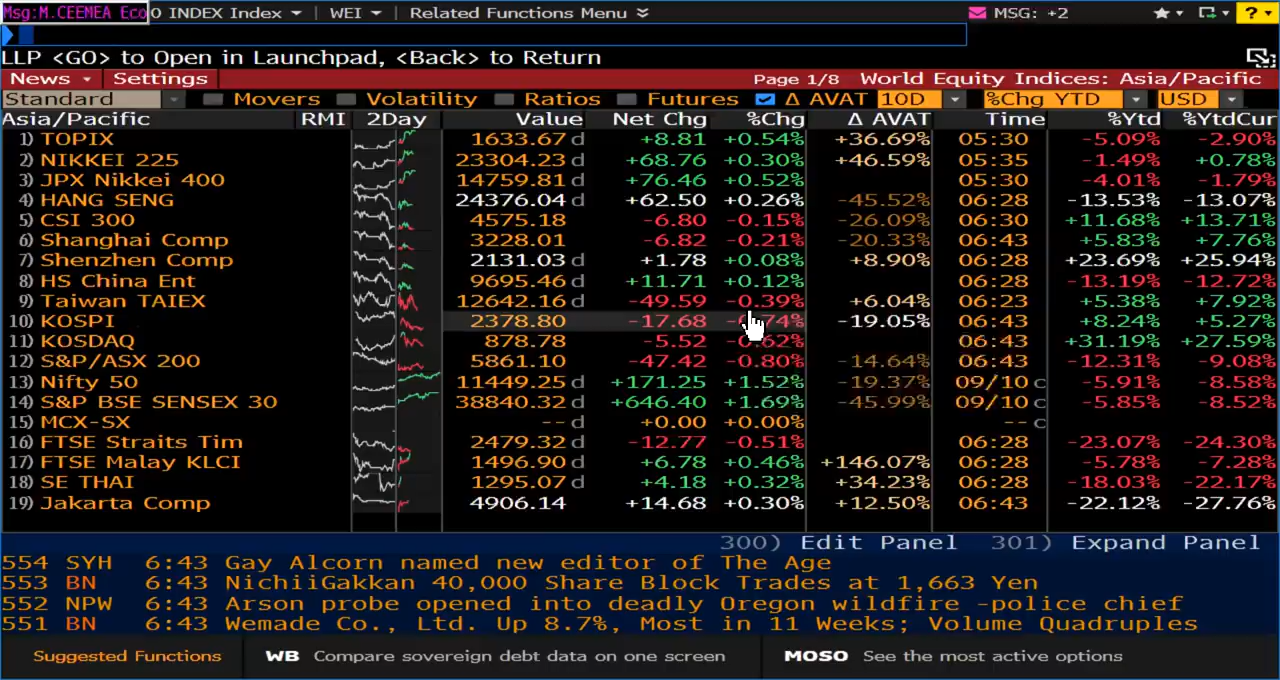 Msg:M.CEEMEA Eco0 INDEX Index WEI Related Functions Menu MSG: +2 ?
LLP <GO> to Open in Launchpad, <Back> to Return
News Settings Page 1/8 World Equity Indices: Asia/Pacific
Standard Movers Volatility Ratios Futures Δ AVAT 10D %Chg YTD USD
Asia/Pacific RMI 2Day Value Net Chg %Chg Δ AVAT Time %Ytd %YtdCur
1) TOPIX 1633.67 d +8.81 +0.54% +36.69% 05:30 -5.09% -2.90%
2) NIKKEI 225 23304.23 d +68.76 +0.30% +46.59% 05:35 -1.49% +0.78%
3) JPX Nikkei 400 14759.81 d +76.46 +0.52% 05:30 -4.01% -1.79%
4) HANG SENG 24376.04 d +62.50 +0.26% -45.52% 06:28 -13.53% -13.07%
5) CSI 300 4575.18 -6.80 -0.15% -26.09% 06:30 +11.68% +13.71%
6) Shanghai Comp 3228.01 -6.82 -0.21% -20.33% 06:43 +5.83% +7.76%
7) Shenzhen Comp 2131.03 d +1.78 +0.08% +8.90% 06:43 +23.69% +25.94%
8) HS China Ent 9695.46 d +11.71 +0.12% 06:28 -13.19% -12.72%
9) Taiwan TAIEX 12642.16 d -49.59 -0.39% +6.04% 06:23 +5.38% +7.92%
10) KOSPI 2378.80 -17.68 74% -19.05% 06:43 +8.24% +5.27%
11) KOSDAQ 878.78 -5.52 -0.62% 06:43 +31.19% +27.59%
12) S&P/ASX 200 5861.10 -47.42 -0.80% -14.64% 06:43 -12.31% -9.08%
13) Nifty 50 11449.25 d +171.25 +1.52% -19.37% 09/10 c -5.91% -8.58%
14) S&P BSE SENSEX 30 38840.32 d +646.40 +1.69% -45.99% 09/10 c -5.85% -8.52%
15) MCX-SX -- d +0.00 +0.00% -- c
16) FTSE Straits Tim 2479.32 d -12.77 -0.51% 06:28 -23.07% -24.30%
17) FTSE Malay KLCI 1496.90 d +6.78 +0.46% +146.07% 06:28 -5.78% -7.28%
18) SE THAI 1295.07 d +4.18 +0.32% +34.23% 06:28 -18.03% -22.17%
19) Jakarta Comp 4906.14 +14.68 +0.30% +12.50% 06:43 -22.12% -27.76%
300) Edit Panel 301) Expand Panel
554 SYH 6:43 Gay Alcorn named new editor of The Age
553 BN 6:43 NichiiGakkan 40,000 Share Block Trades at 1,663 Yen
552 NPW 6:43 Arson probe opened into deadly Oregon wildfire -police chief
551 BN 6:43 Wemade Co., Ltd. Up 8.7%, Most in 11 Weeks; Volume Quadruples
Suggested Functions WB Compare sovereign debt data on one screen MOSO See the most active options